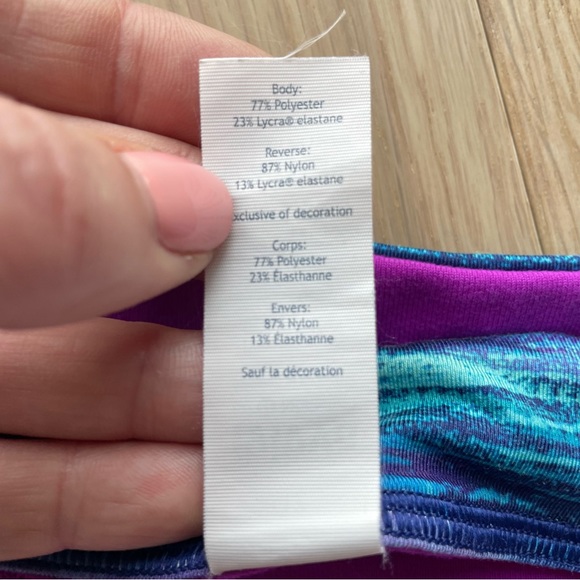 Body:
77% Polyester
23% Lycra® elastane
Reverse:
87% Nylon
13% Lycra® elastane
xclusive of decoration
Corps:
77% Polyester
23% Élasthanne
Envers:
87% Nylon
13% Élasthanne
Sauf la décoration